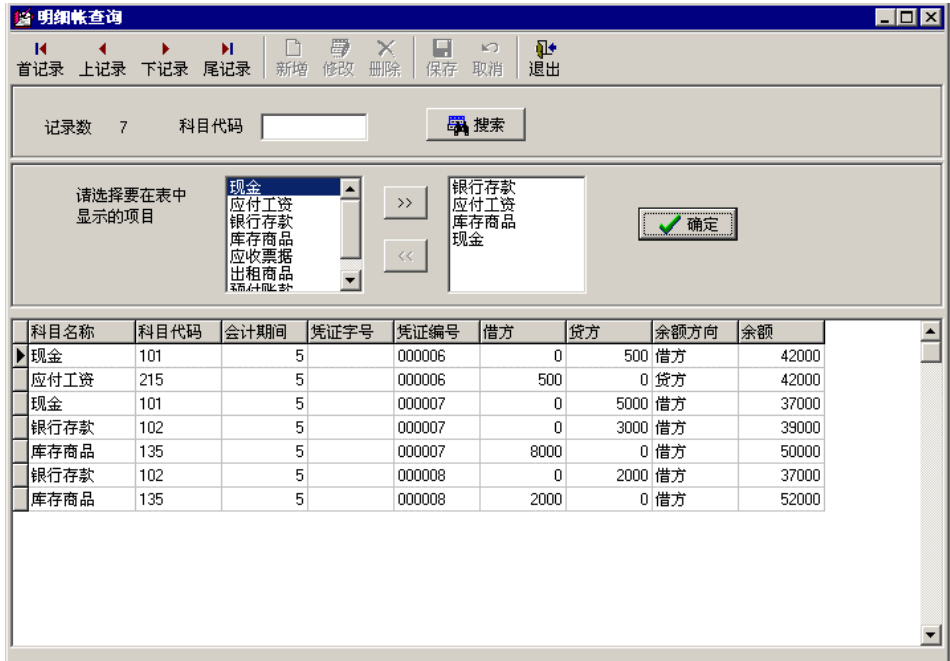 明细帐查询
首记录 上记录 下记录 尾记录 新增 修改 删除 保存 取消 退出
记录数 7 科目代码 搜索
请选择要在表中
显示的项目
现金
应付工资
银行存款
库存商品
应收票据
出租商品
预付账款
>>
<<
银行存款
应付工资
库存商品
现金
确定
科目名称 科目代码 会计期间 凭证字号 凭证编号 借方 贷方 余额方向 余额
现金 101 5 000006 0 500 借方 42000
应付工资 215 5 000006 500 0 贷方 42000
现金 101 5 000007 0 5000 借方 37000
银行存款 102 5 000007 0 3000 借方 39000
库存商品 135 5 000007 8000 0 借方 50000
银行存款 102 5 000008 0 2000 借方 37000
库存商品 135 5 000008 2000 0 借方 52000